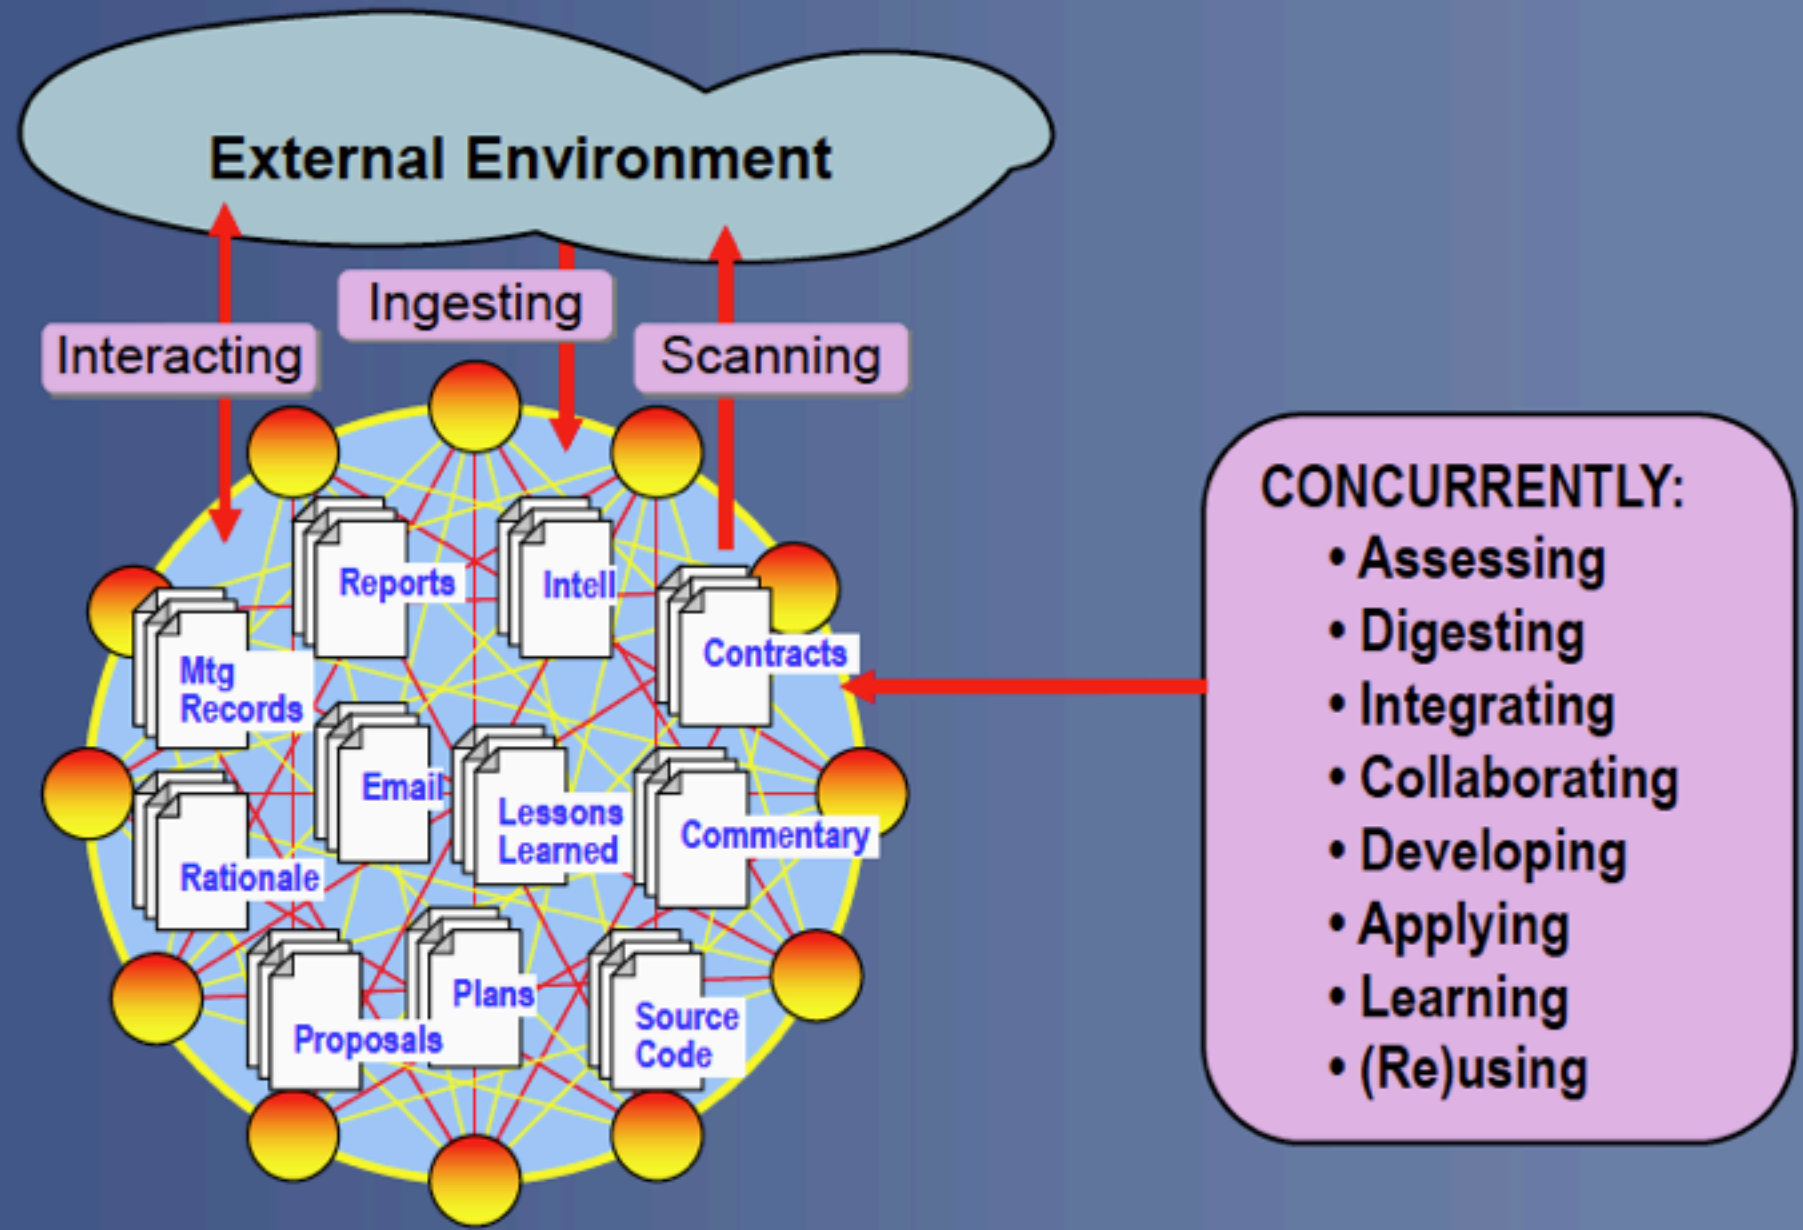 External Environment
Interacting
Ingesting
Scanning
Reports
Intell
Contracts
Mtg
Records
Email
Lessons
Learned
Commentary
Rationale
Proposals
Plans
Source
Code
CONCURRENTLY:
• Assessing
• Digesting
• Integrating
• Collaborating
• Developing
• Applying
• Learning
• (Re)using